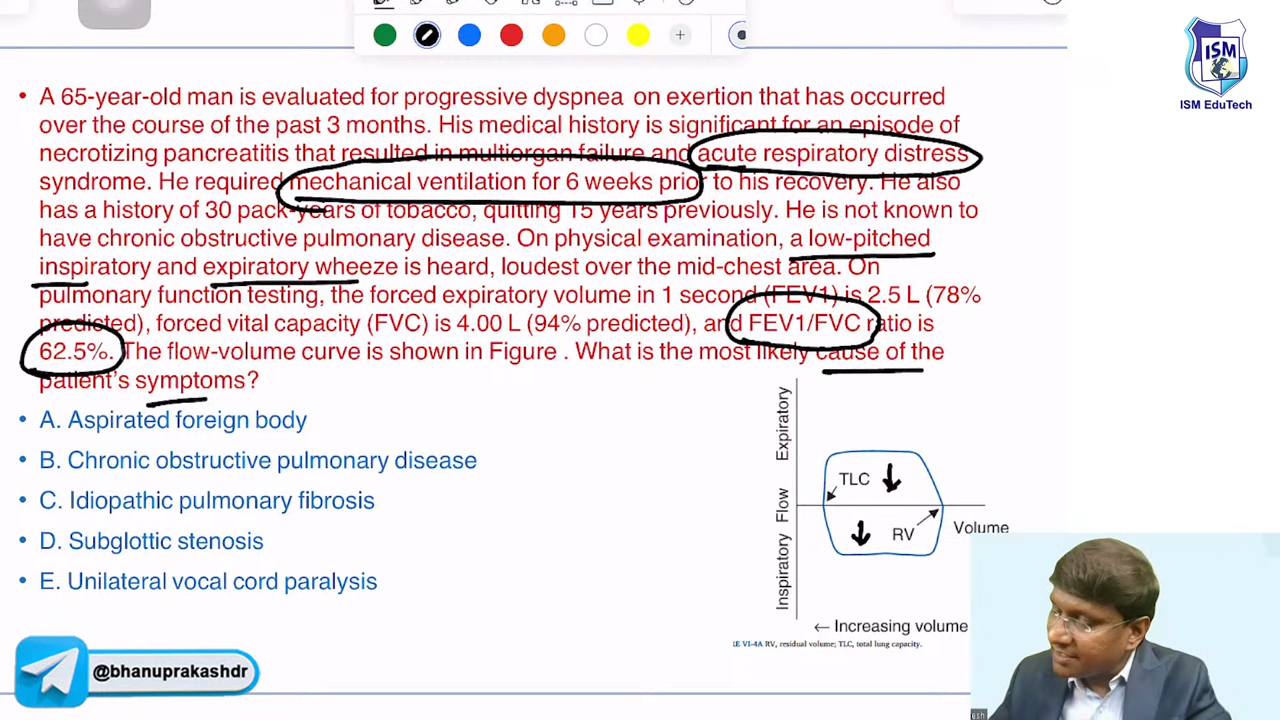 ISM
ISM EduTech
• A 65-year-old man is evaluated for progressive dyspnea on exertion that has occurred
over the course of the past 3 months. His medical history is significant for an episode of
necrotizing pancreatitis that resulted in multiorgan failure and acute respiratory distress
syndrome. He required mechanical ventilation for 6 weeks prior to his recovery. He also
has a history of 30 pack-years of tobacco, quitting 15 years previously. He is not known to
have chronic obstructive pulmonary disease. On physical examination, a low-pitched
inspiratory and expiratory wheeze is heard, loudest over the mid-chest area. On
pulmonary function testing, the forced expiratory volume in 1 second (FEV1) is 2.5 L (78%
predicted), forced vital capacity (FVC) is 4.00 L (94% predicted), and FEV1/FVC ratio is
62.5%. The flow-volume curve is shown in Figure . What is the most likely cause of the
patient's symptoms?
• A. Aspirated foreign body
• B. Chronic obstructive pulmonary disease
• C. Idiopathic pulmonary fibrosis
• D. Subglottic stenosis
• E. Unilateral vocal cord paralysis
Expiratory
Flow
Inspiratory
TLC
RV
Volume
← Increasing volume
E VI-4A RV, residual volume; TLC, total lung capacity.
@bhanuprakashdr